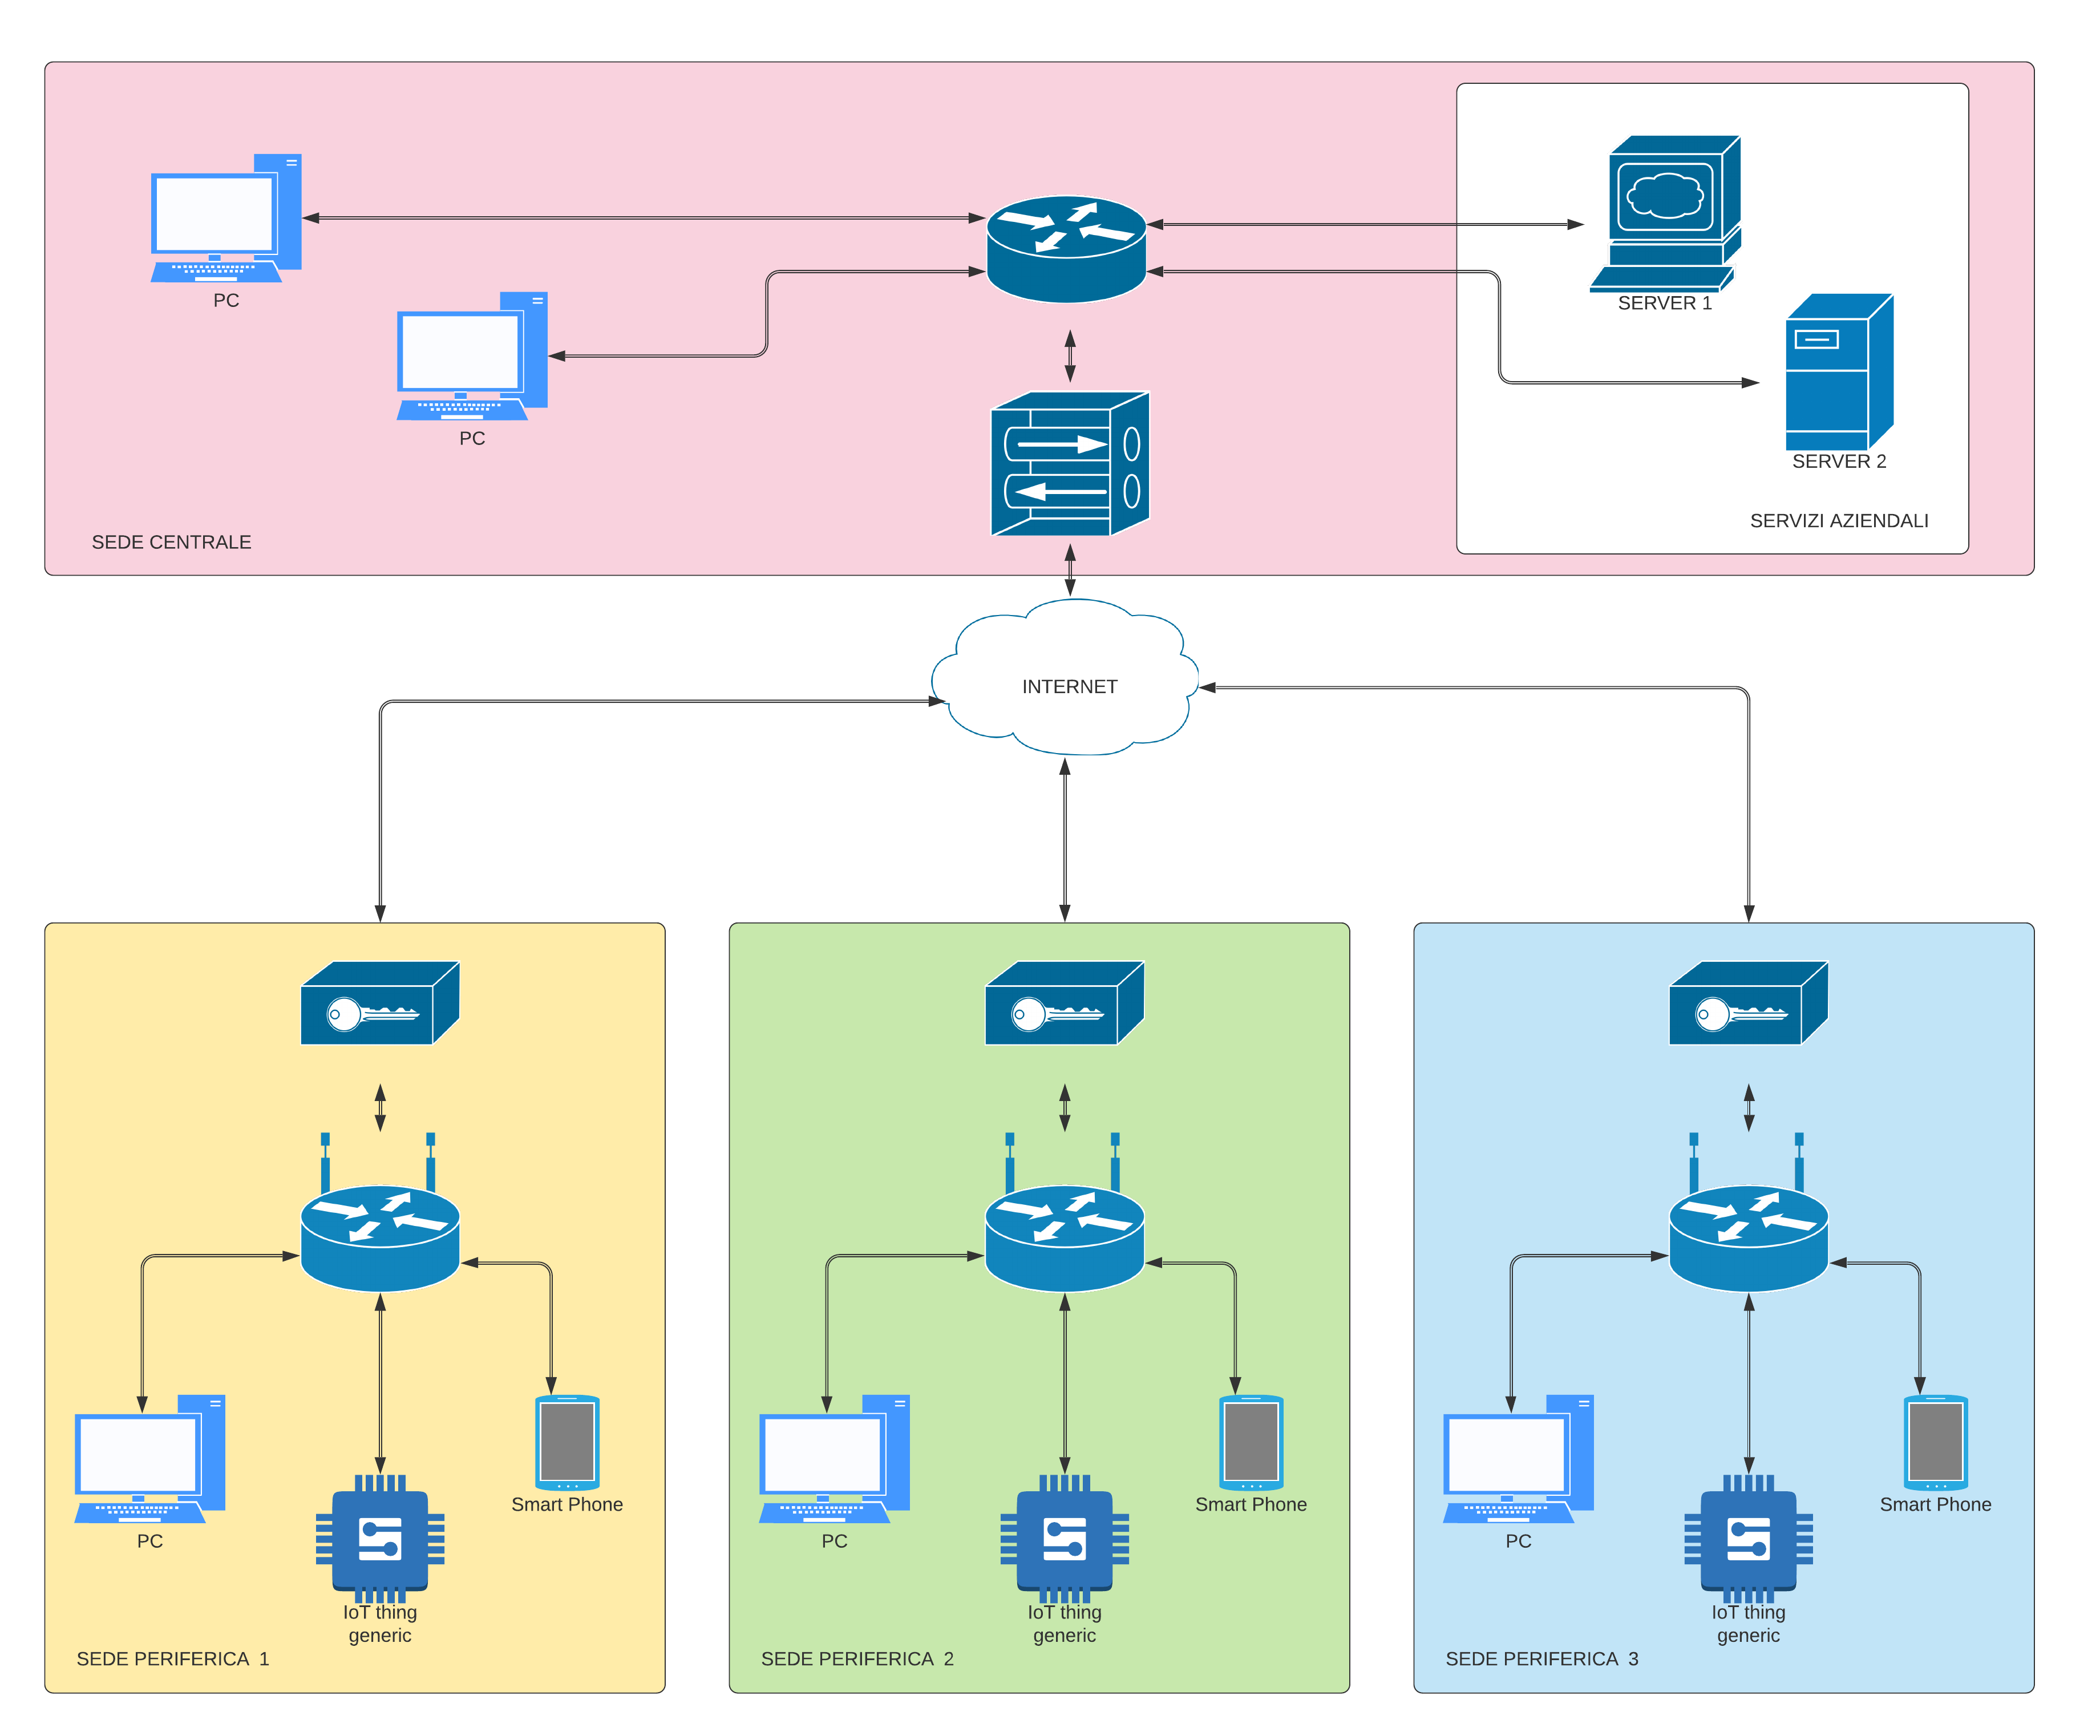 PC
PC
SERVER 1
SERVER 2
SERVIZI AZIENDALI
SEDE CENTRALE
INTERNET
PC
IoT thing
generic
Smart Phone
SEDE PERIFERICA  1
PC
IoT thing
generic
Smart Phone
SEDE PERIFERICA  2
PC
IoT thing
generic
Smart Phone
SEDE PERIFERICA  3